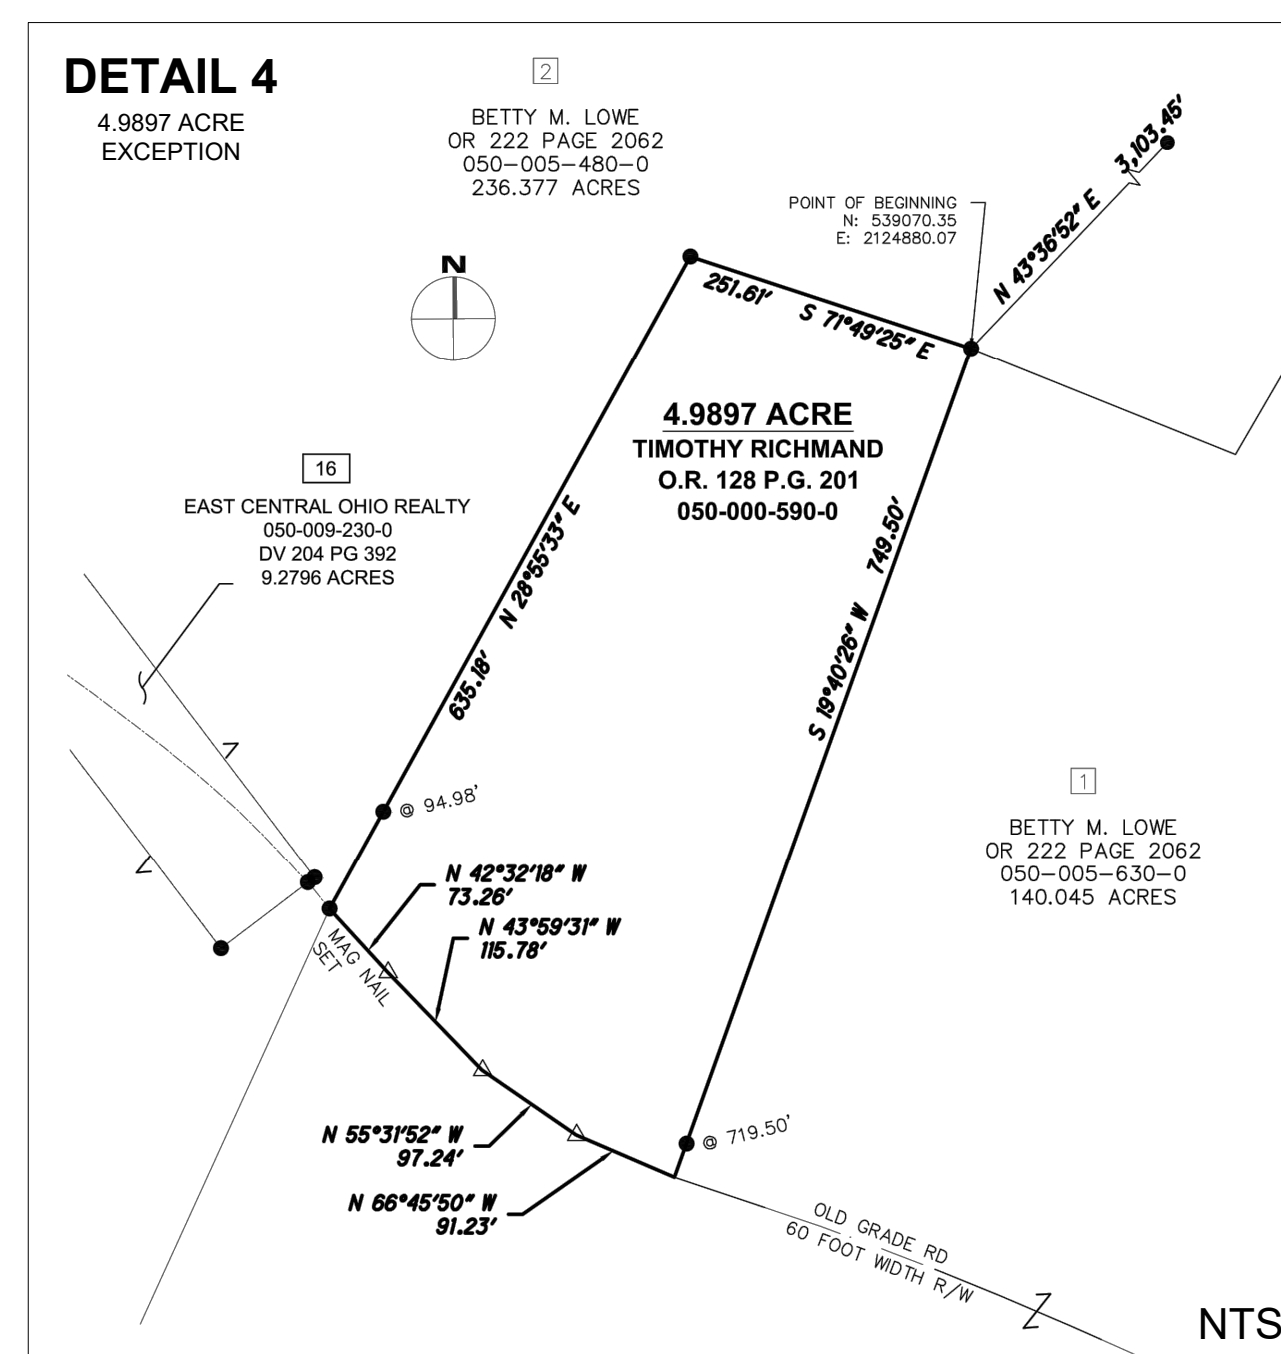 DETAIL 4
4.9897 ACRE
EXCEPTION
2
BETTY M. LOWE
OR 222 PAGE 2062
050-005-480-0
236.377 ACRES
POINT OF BEGINNING
N: 539070.35
E: 2124880.07
N 43°36'52" E 3,103.45'
N
251.61' S 71°49'25" E
4.9897 ACRE
TIMOTHY RICHMAND
O.R. 128 P.G. 201
050-000-590-0
16
EAST CENTRAL OHIO REALTY
050-009-230-0
DV 204 PG 392
9.2796 ACRES
635.18' N 28°55'33" E
S 19°40'26" W 749.50'
@ 94.98'
1
BETTY M. LOWE
OR 222 PAGE 2062
050-005-630-0
140.045 ACRES
N 42°32'18" W
73.26'
N 43°59'31" W
115.78'
MAG NAIL
SET
N 55°31'52" W
97.24'
@ 719.50'
N 66°45'50" W
91.23'
OLD GRADE RD
60 FOOT WIDTH R/W
NTS